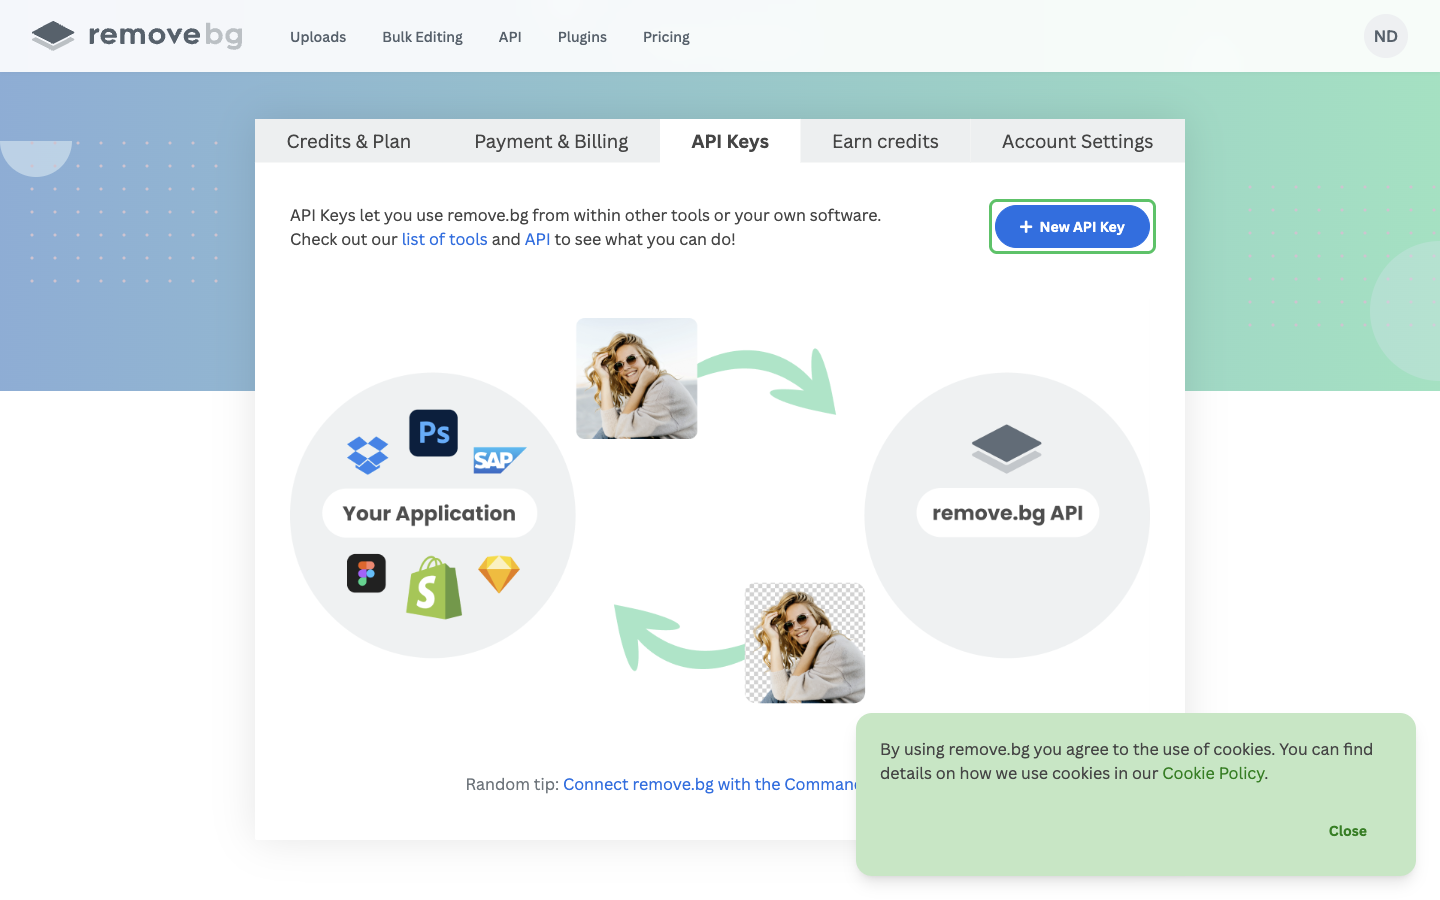 removebg
Uploads
Bulk Editing
API
Plugins
Pricing
ND
Credits & Plan
Payment & Billing
API Keys
Earn credits
Account Settings
API Keys let you use remove.bg from within other tools or your own software.
Check out our list of tools and API to see what you can do!
+ New API Key
Ps
SAP
Your Application
S
remove.bg API
Random tip: Connect remove.bg with the
By using remove.bg you agree to the use of cookies. You can find
details on how we use cookies in our Cookie Policy.
Close